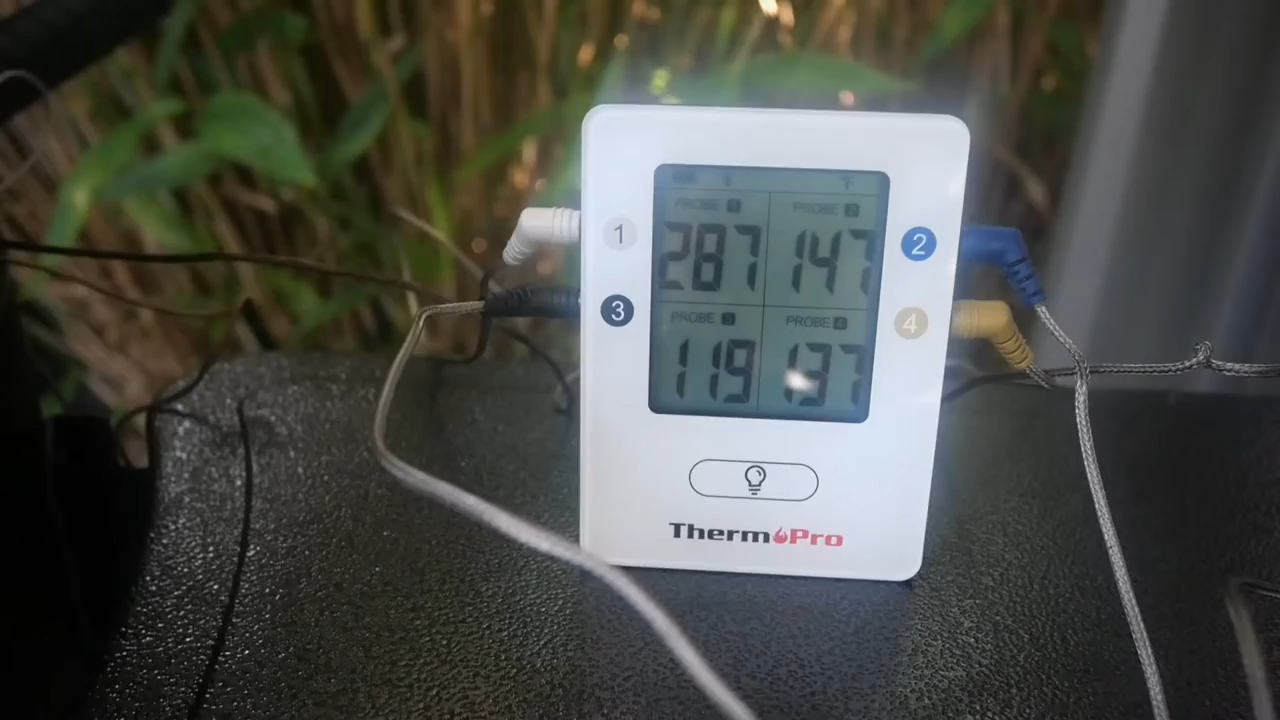 °F
PROBE 1 PROBE 2
1 287 147 2
PROBE 3 PROBE 4
3 119 137 4
ThermoPro